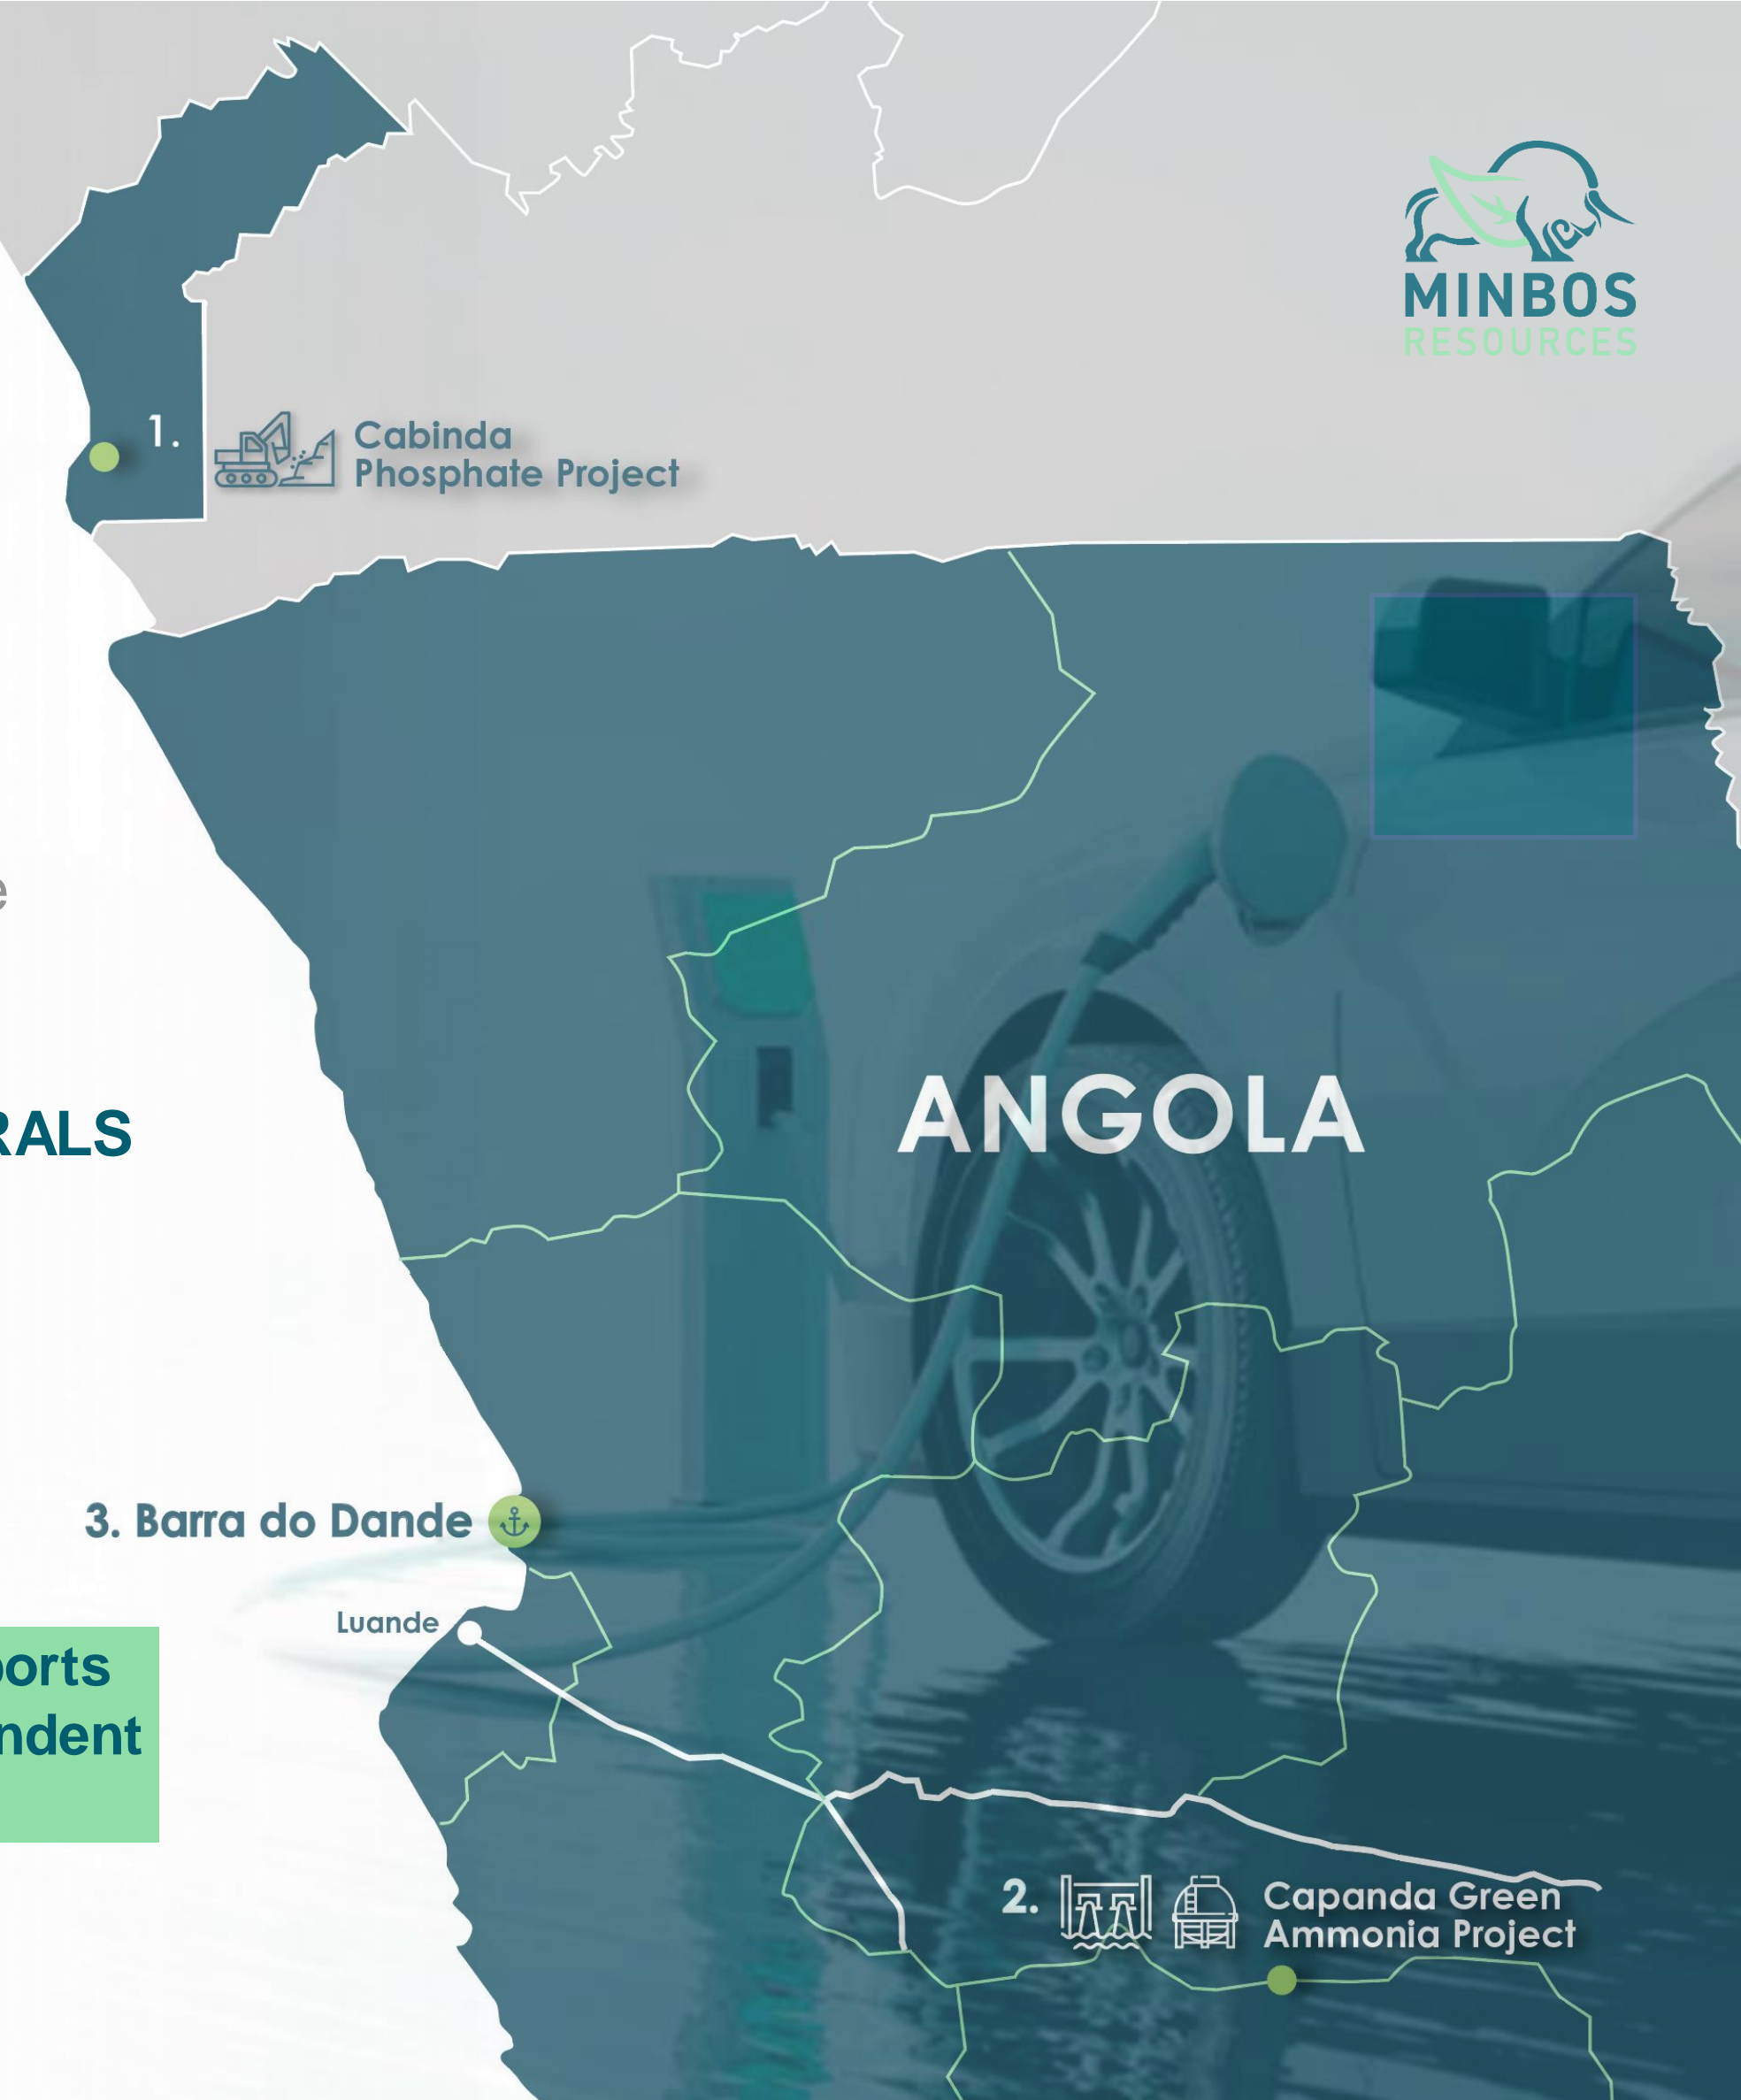 MINBOS
RESOURCES
1.
Cabinda
Phosphate Project
e
RALS
ANGOLA
3. Barra do Dande
Luande
ports
ndent
2.
Capanda Green
Ammonia Project